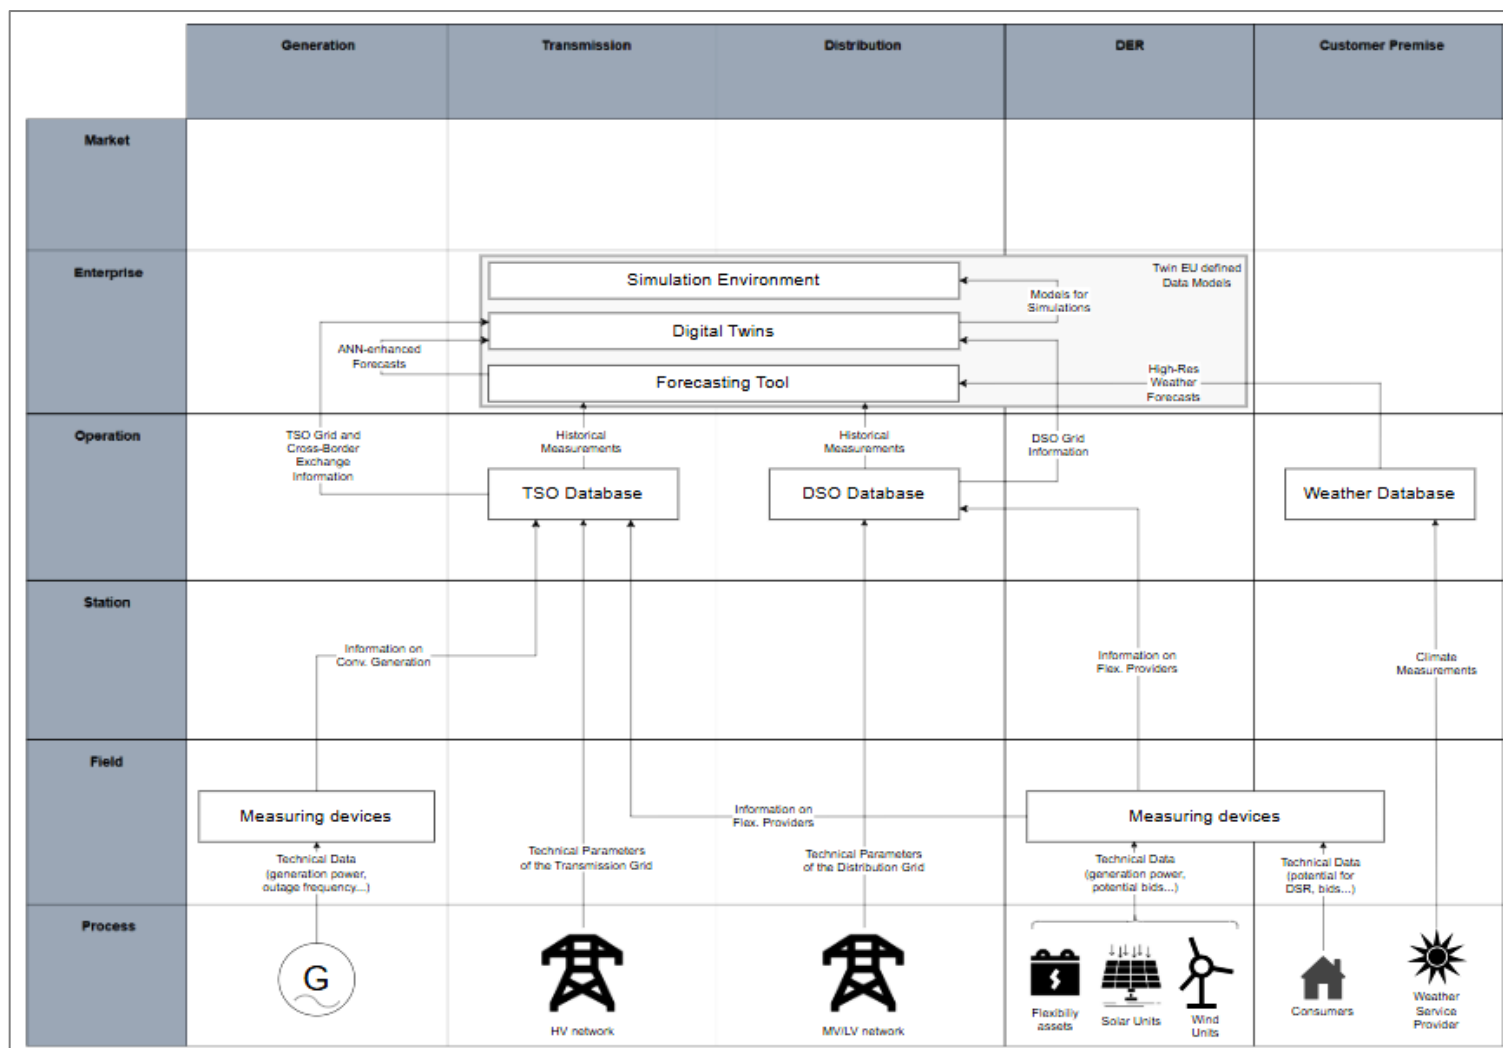 Generation
Transmission
Distribution
DER
Customer Premise
Market
Enterprise
Simulation Environment
Twin EU defined
Data Models
Models for
Simulations
Digital Twins
ANN-enhanced
Forecasts
Forecasting Tool
High-Res
Weather
Forecasts
Operation
TSO Grid and
Cross-Border
Exchange
Information
Historical
Measurements
Historical
Measurements
DSO Grid
Information
TSO Database
DSO Database
Weather Database
Station
Information on
Conv. Generation
Information on
Flex. Providers
Climate
Measurements
Field
Measuring devices
Information on
Flex. Providers
Measuring devices
Technical Data
(generation power,
outage frequency...)
Technical Parameters
of the Transmission Grid
Technical Parameters
of the Distribution Grid
Technical Data
(generation power,
potential bids...)
Technical Data
(potential for
DSR, bids...)
Process
G
HV network
MV/LV network
Flexibiliy
assets
Solar Units
Wind
Units
Consumers
Weather
Service
Provider